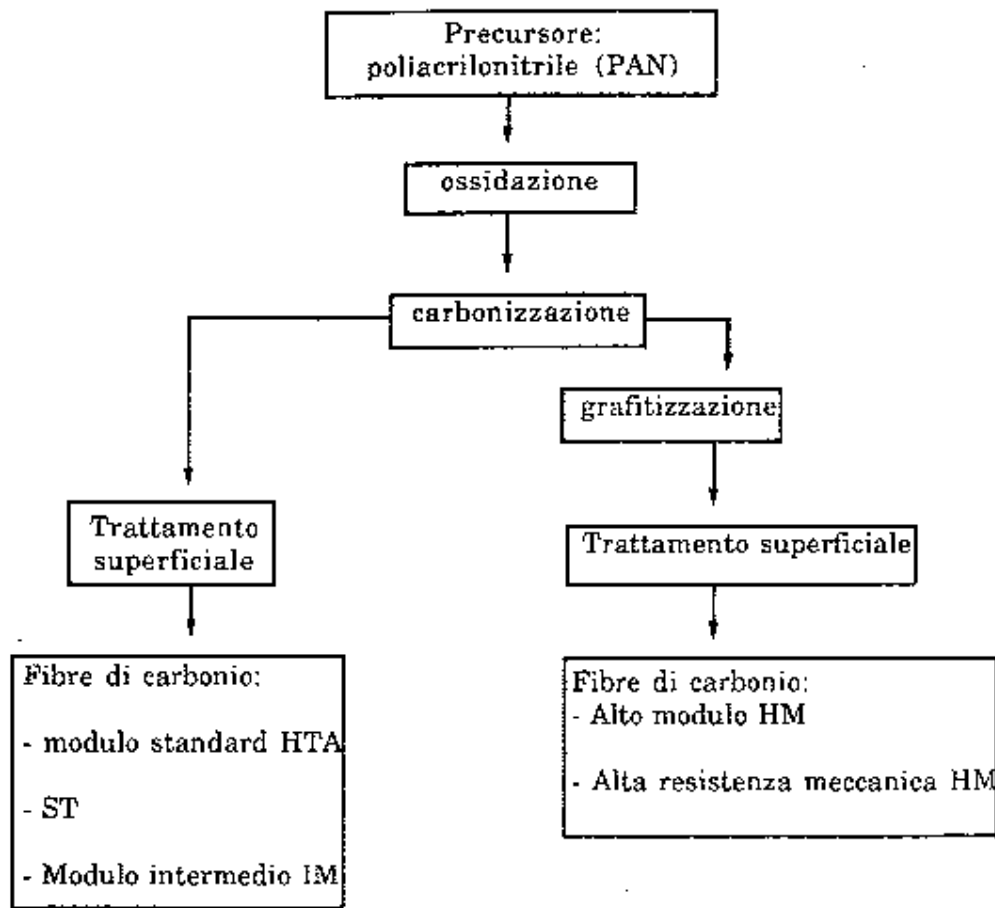 Precursore:
poliacrilonitrile (PAN)
ossidazione
carbonizzazione
grafitizzazione
Trattamento
superficiale
Trattamento superficiale
Fibre di carbonio:
- modulo standard HTA
- ST
- Modulo intermedio IM
Fibre di carbonio:
- Alto modulo HM
- Alta resistenza meccanica HM